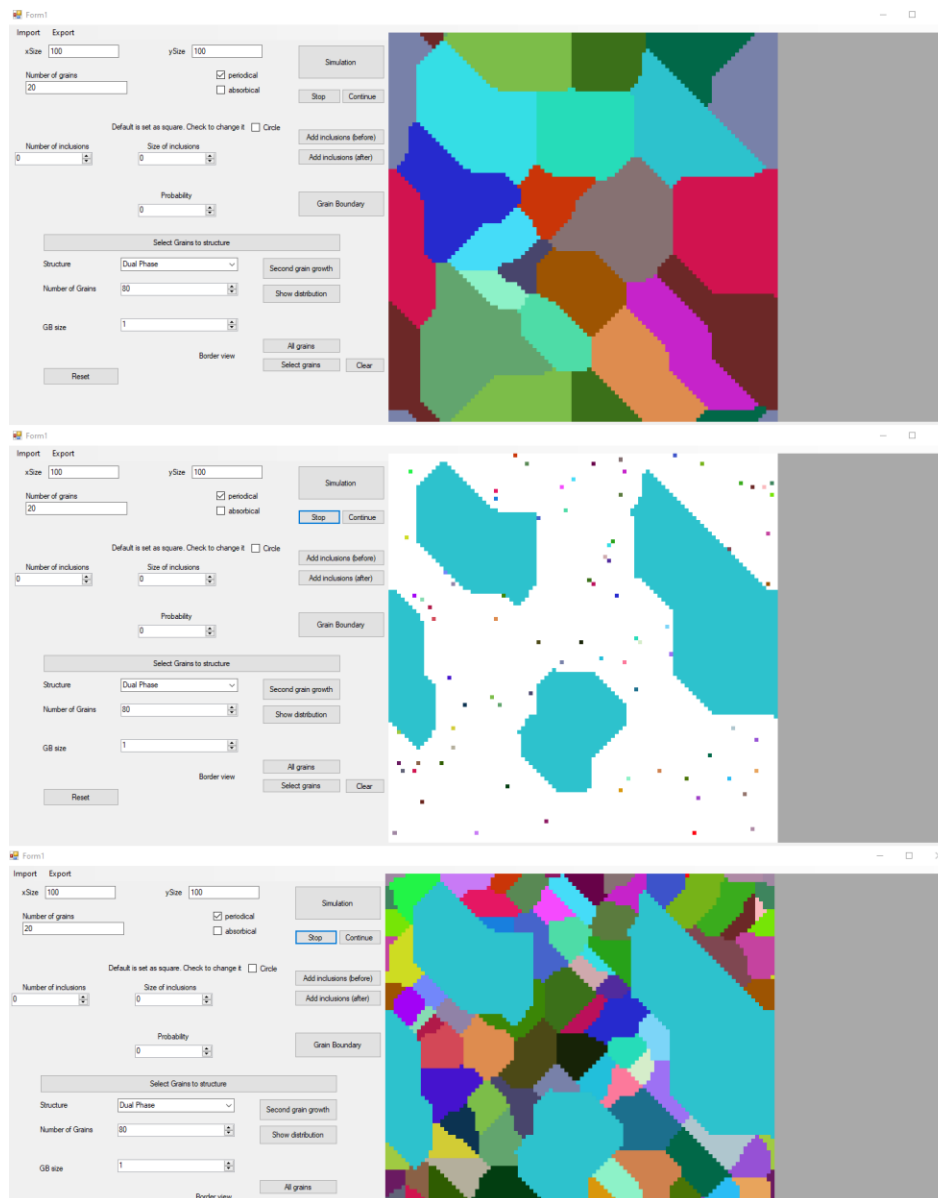 Form1
Import Export
xSize 100 ySize 100
Simulation
Number of grains periodical
20 absorbical
Stop Continue
Default is set as square. Check to change it Circle
Add inclusions (before)
Number of inclusions Size of inclusions
0 0 Add inclusions (after)
Probability
0 Grain Boundary
Select Grains to structure
Structure Dual Phase Second grain growth
Number of Grains 80 Show distribution
GB size 1
All grains
Border view
Select grains Clear
Reset
Form1
Import Export
xSize 100 ySize 100
Simulation
Number of grains periodical
20 absorbical
Stop Continue
Default is set as square. Check to change it Circle
Add inclusions (before)
Number of inclusions Size of inclusions
0 0 Add inclusions (after)
Probability
0 Grain Boundary
Select Grains to structure
Structure Dual Phase Second grain growth
Number of Grains 80 Show distribution
GB size 1
All grains
Border view
Select grains Clear
Reset
Form1
Import Export
xSize 100 ySize 100
Simulation
Number of grains periodical
20 absorbical
Stop Continue
Default is set as square. Check to change it Circle
Add inclusions (before)
Number of inclusions Size of inclusions
0 0 Add inclusions (after)
Probability
0 Grain Boundary
Select Grains to structure
Structure Dual Phase Second grain growth
Number of Grains 80 Show distribution
GB size 1
All grains
Border view